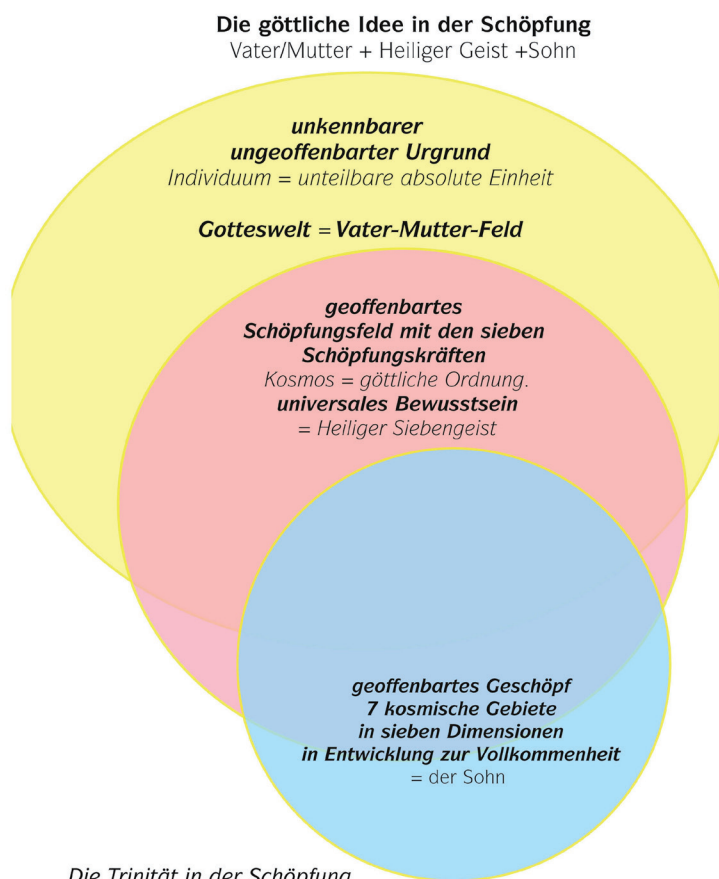 Die göttliche Idee in der Schöpfung
Vater/Mutter + Heiliger Geist +Sohn
unkennbarer
ungeoffenbarter Urgrund
Individuum = unteilbare absolute Einheit
Gotteswelt = Vater-Mutter-Feld
geoffenbartes
Schöpfungsfeld mit den sieben
Schöpfungskräften
Kosmos = göttliche Ordnung.
universales Bewusstsein
= Heiliger Siebengeist
geoffenbartes Geschöpf
7 kosmische Gebiete
in sieben Dimensionen
in Entwicklung zur Vollkommenheit
= der Sohn
Die Trinität in der Schöpfung